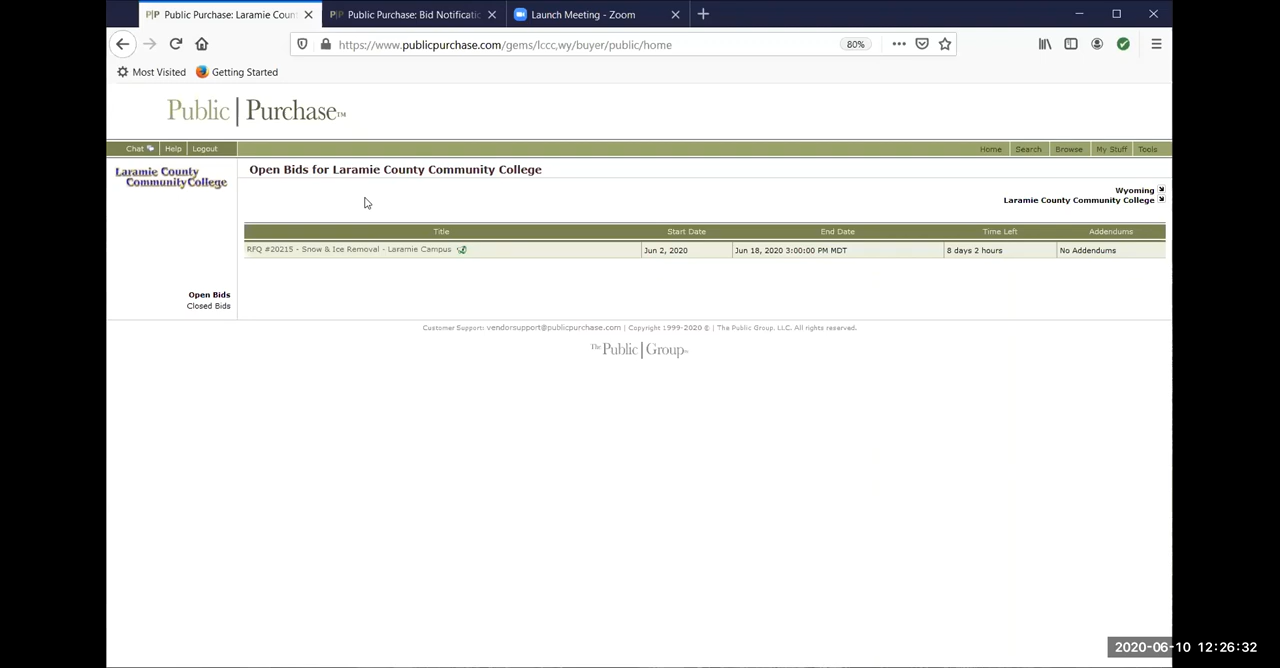 Public Purchase: Laramie Coun
Public Purchase: Bid Notificatio
Launch Meeting - Zoom
https://www.publicpurchase.com/gems/lccc,wy/buyer/public/home
80%
Most Visited
Getting Started
Public | Purchase TM
Chat
Help
Logout
Home
Search
Browse
My Stuff
Tools
Laramie County
Community College
Open Bids for Laramie County Community College
Wyoming
Laramie County Community College
Title
Start Date
End Date
Time Left
Addendums
RFQ #20215 - Snow & Ice Removal - Laramie Campus
Jun 2, 2020
Jun 18, 2020 3:00:00 PM MDT
8 days 2 hours
No Addendums
Open Bids
Closed Bids
Customer Support: vendorsupport@publicpurchase.com | Copyright 1999-2020 © | The Public Group, LLC. All rights reserved.
The Public | Group
2020-06-10 12:26:32